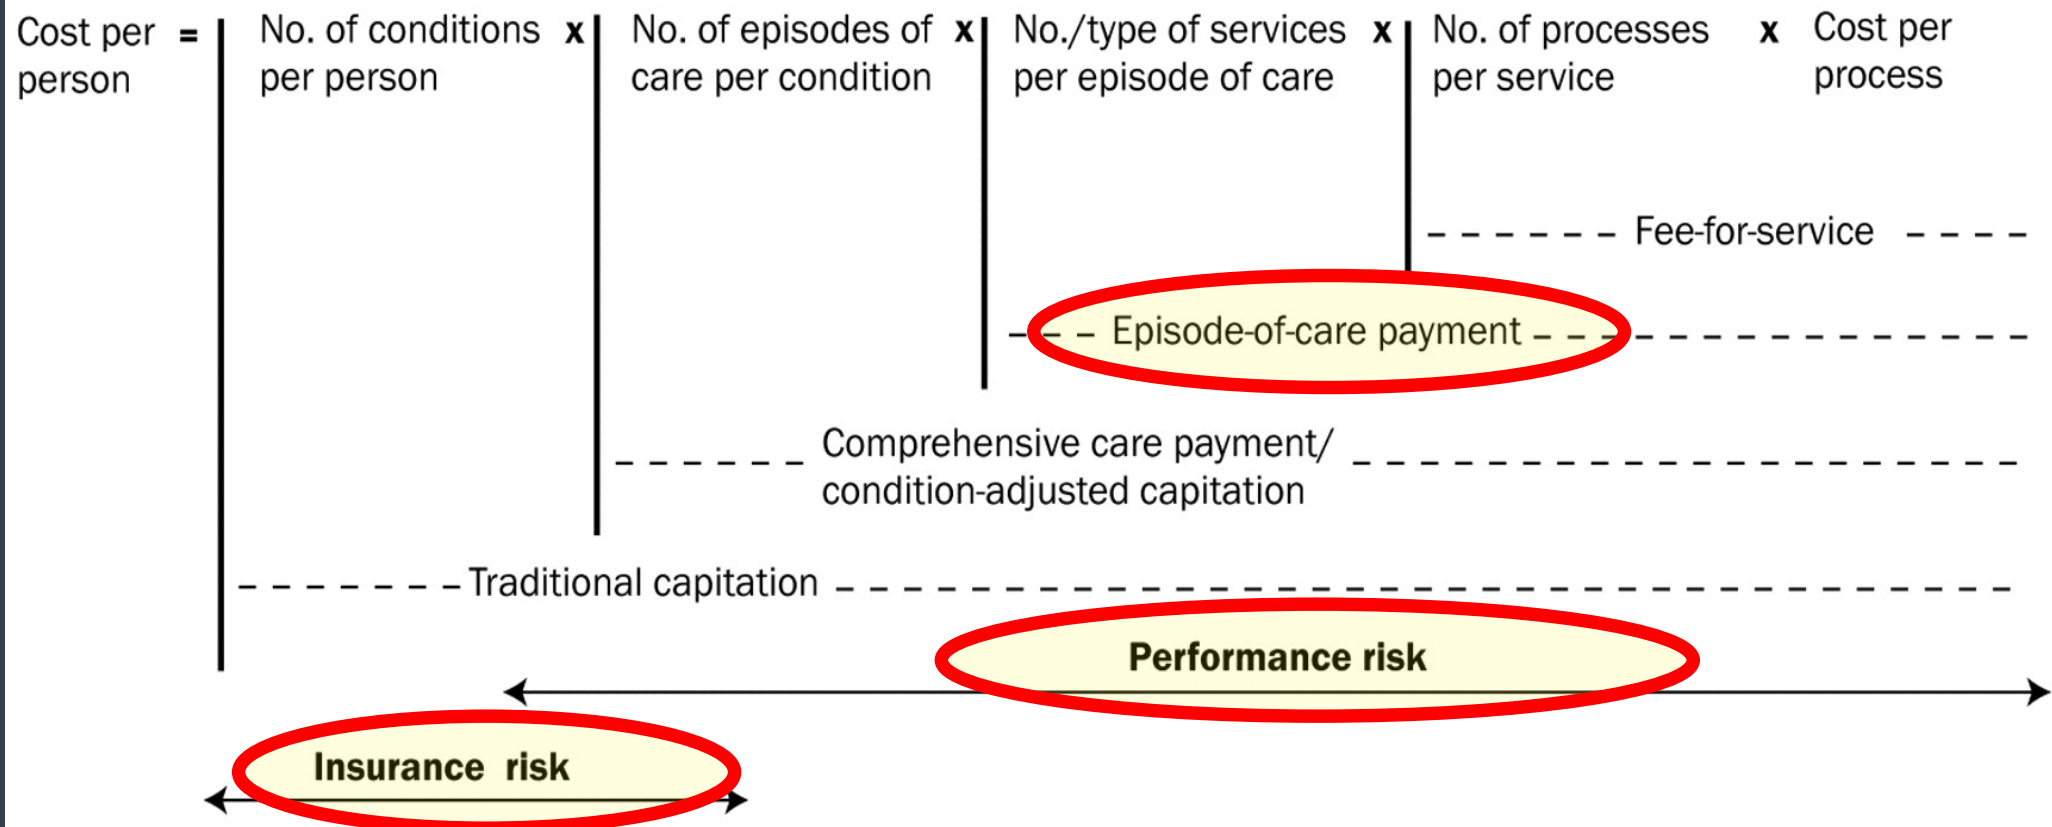 Cost per =
person
No. of conditions x
per person
No. of episodes of x
care per condition
No./type of services x
per episode of care
No. of processes x
per service
Cost per
process
Fee-for-service
Episode-of-care payment
Comprehensive care payment/
condition-adjusted capitation
Traditional capitation
Performance risk
Insurance risk